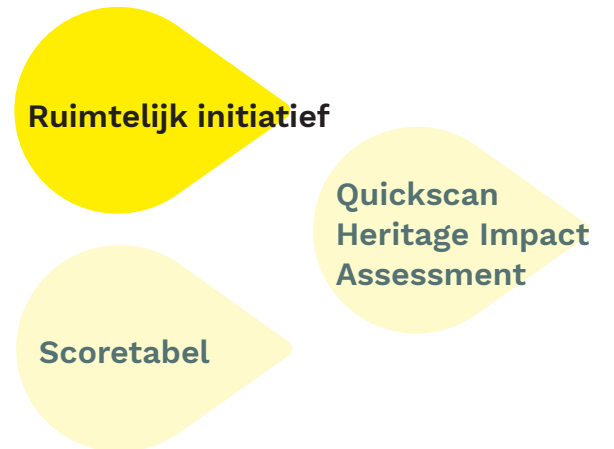 Ruimtelijk initiatief
Quickscan
Heritage Impact
Assessment
Scoretabel